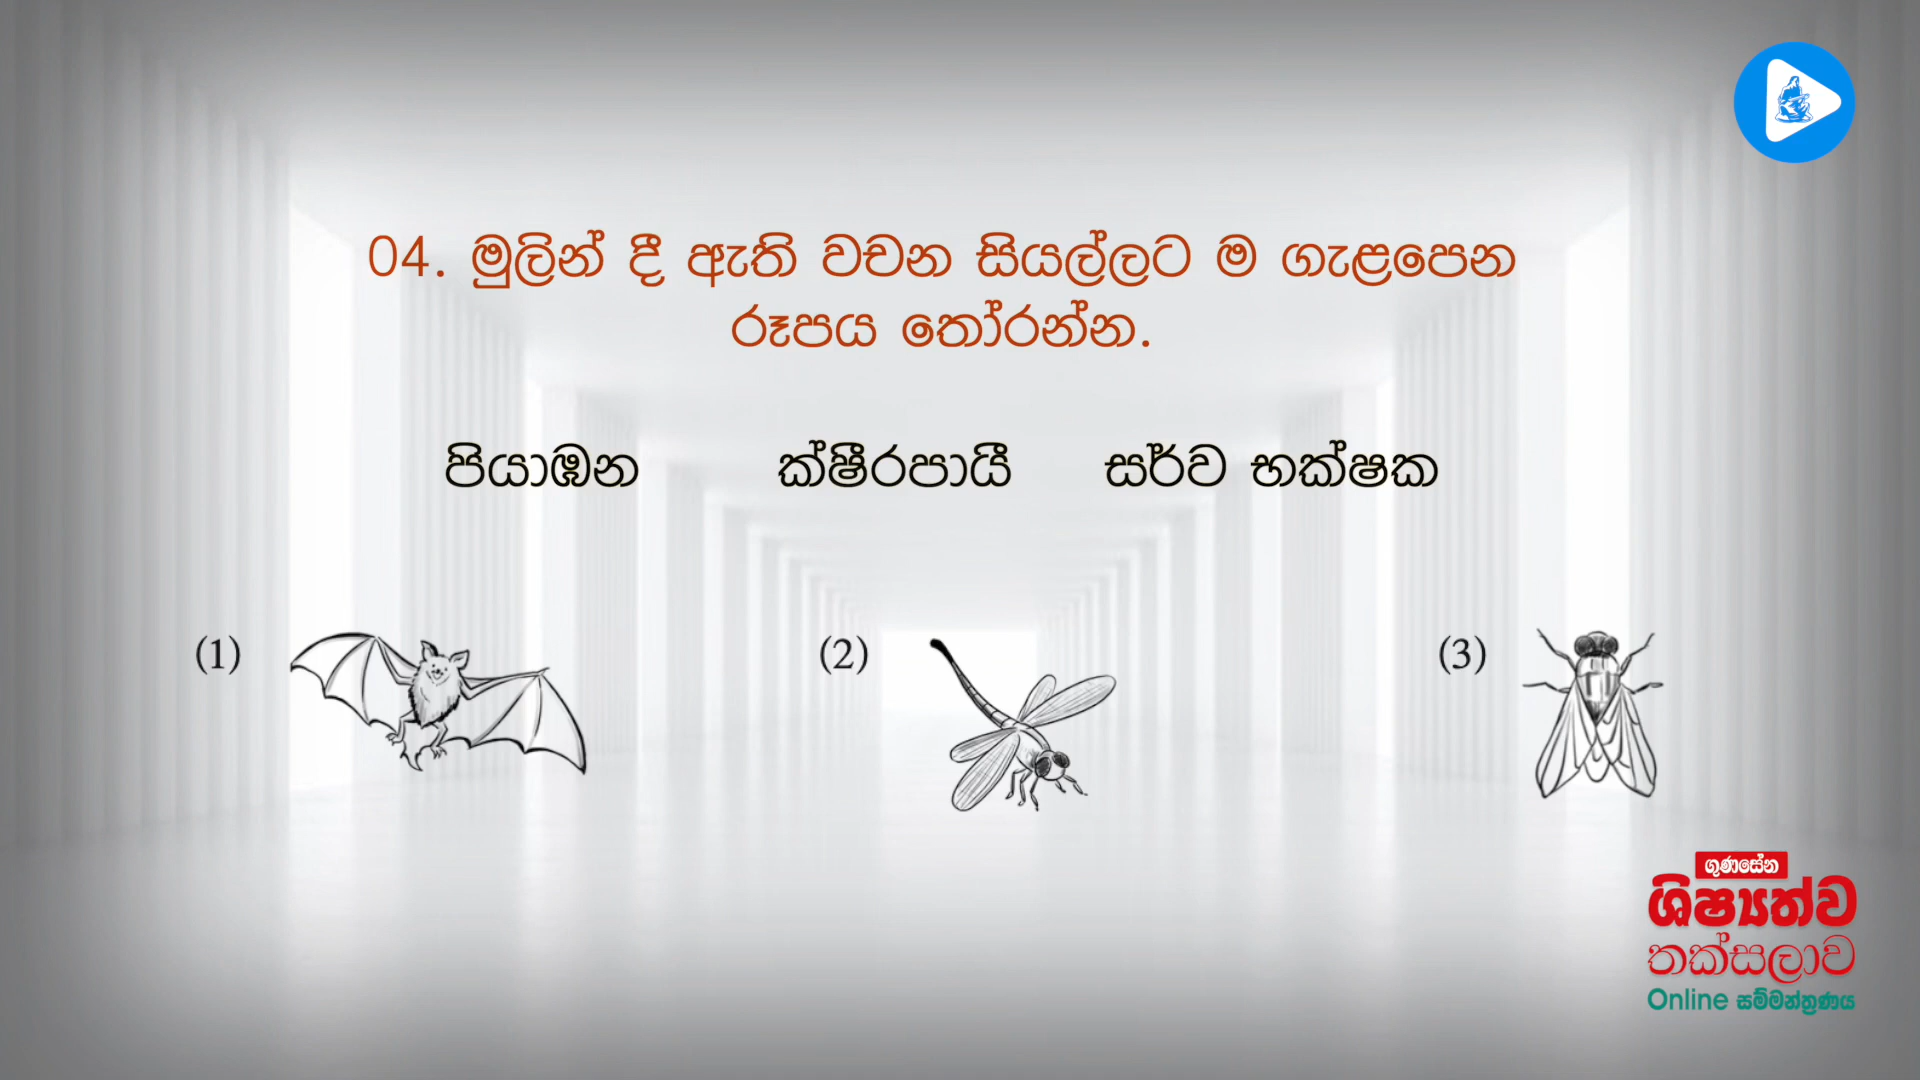 04. මුලින් දී ඇති වචන සියල්ලට ම ගැළපෙන
රූපය තෝරන්න.
පියාඹන ක්ෂීරපායී සර්ව භක්ෂක
(1) (2) (3)
ගුණසේන
ශිෂ්‍යත්ව
තක්සලාව
Online සම්මන්ත්‍රණය